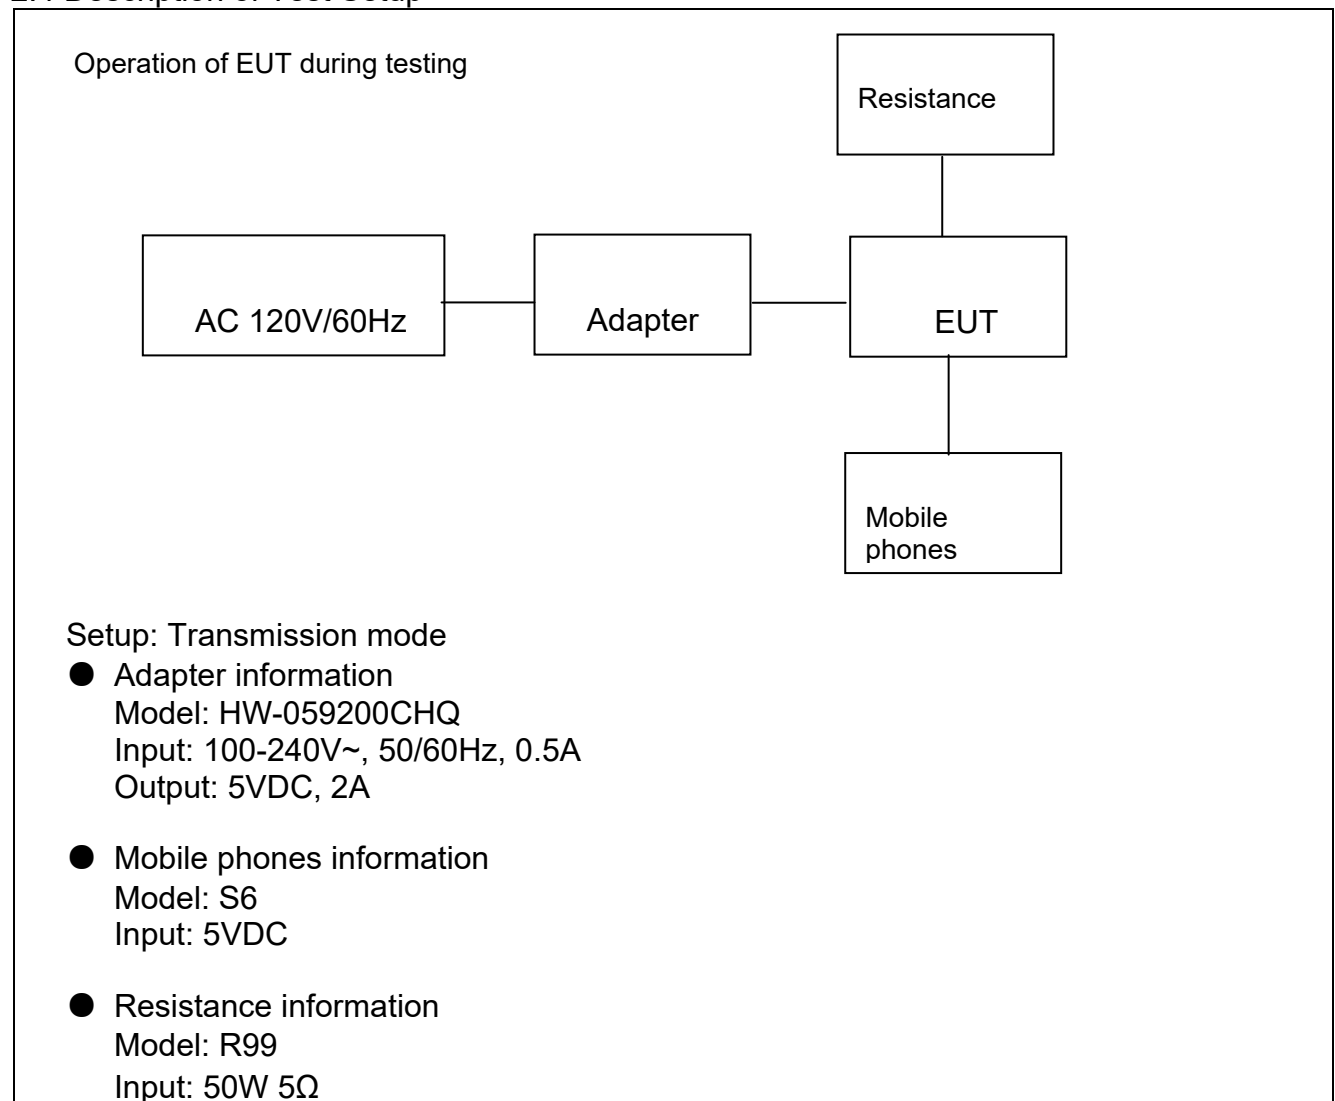 Operation of EUT during testing
Resistance
AC 120V/60Hz
Adapter
EUT
Mobile
phones
Setup: Transmission mode
● Adapter information
Model: HW-059200CHQ
Input: 100-240V~, 50/60Hz, 0.5A
Output: 5VDC, 2A
● Mobile phones information
Model: S6
Input: 5VDC
● Resistance information
Model: R99
Input: 50W 5Ω